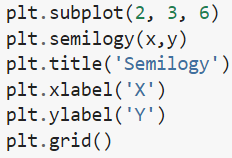 plt.subplot(2, 3, 6)
plt.semilogy(x,y)
plt.title('Semilogy')
plt.xlabel('X')
plt.ylabel('Y')
plt.grid()